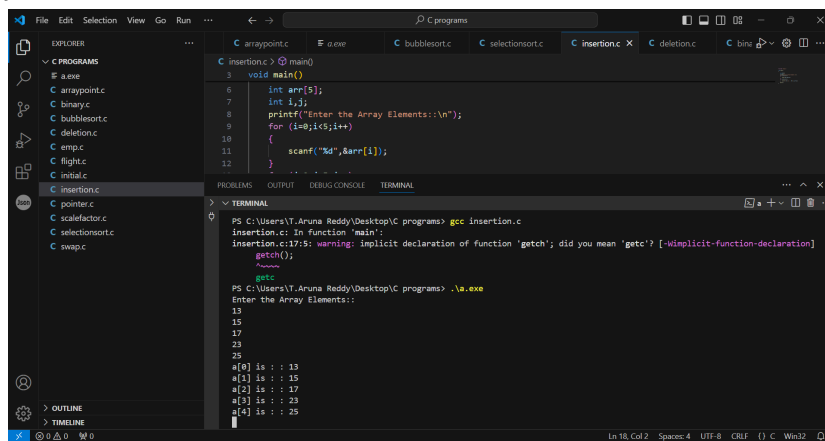 File Edit Selection View Go Run ··· C programs
EXPLORER ···
C PROGRAMS
a.exe
C arraypoint.c
C binary.c
C bubblesort.c
C deletion.c
C emp.c
C flight.c
C initial.c
C insertion.c
C pointer.c
C scalefactor.c
C selectionsort.c
C swap.c
OUTLINE
TIMELINE
Json
C arraypoint.c a.exe C bubblesort.c C selectionsort.c C insertion.c × C deletion.c C bina
C insertion.c > main()
3 void main()
6 int arr[5];
7 int i,j;
8 printf("Enter the Array Elements::\n");
9 for (i=0;i<5;i++)
10 {
11 scanf("%d",&arr[i]);
12 }
PROBLEMS OUTPUT DEBUG CONSOLE TERMINAL ···
TERMINAL a
PS C:\Users\T.Aruna Reddy\Desktop\C programs> gcc insertion.c
insertion.c: In function 'main':
insertion.c:17:5: warning: implicit declaration of function 'getch'; did you mean 'getc'? [-Wimplicit-function-declaration]
getch();
^~~~~
getc
PS C:\Users\T.Aruna Reddy\Desktop\C programs> .\a.exe
Enter the Array Elements::
13
15
17
23
25
a[0] is : : 13
a[1] is : : 15
a[2] is : : 17
a[3] is : : 23
a[4] is : : 25
0 0 0 Ln 18, Col 2 Spaces: 4 UTF-8 CRLF {} C Win32